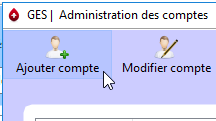 GES | Administration des comptes
Ajouter compte
Modifier compte